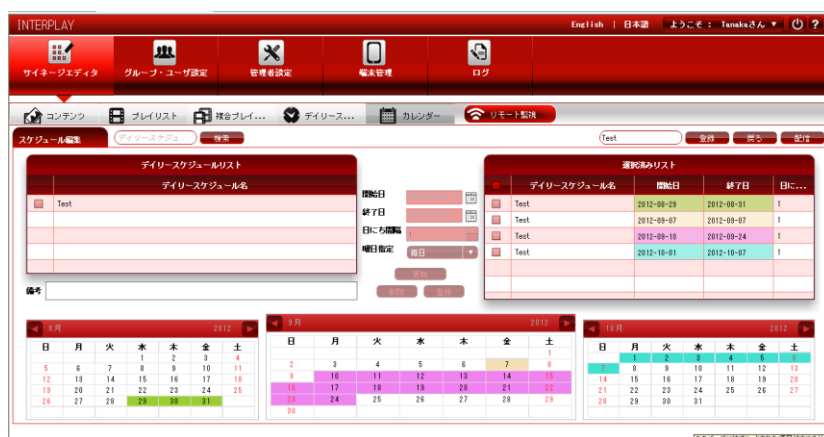 INTERPLAY
English | 日本語 ようこそ : Tanakaさん ▼ ?
サイネージエディタ グループ・ユーザ設定 管理者設定 端末管理 ログ
コンテンツ プレイリスト 複合プレイ... デイリース... カレンダー リモート監視
スケジュール編集 デイリースケジュ... 検索 Test 登録 戻る 配信
デイリースケジュールリスト
デイリースケジュール名
Test
開始日
終了日
日にち間隔 1
曜日指定 毎日 ▼
更新
削除 登録
備考
選択済みリスト
デイリースケジュール名 開始日 終了日 日に...
Test 2012-08-29 2012-08-31 1
Test 2012-09-07 2012-09-07 1
Test 2012-09-10 2012-09-24 1
Test 2012-10-01 2012-10-07 1
8月 2012
日 月 火 水 木 金 土
1 2 3 4
5 6 7 8 9 10 11
12 13 14 15 16 17 18
19 20 21 22 23 24 25
26 27 28 29 30 31
9月 2012
日 月 火 水 木 金 土
1
2 3 4 5 6 7 8
9 10 11 12 13 14 15
16 17 18 19 20 21 22
23 24 25 26 27 28 29
30
10月 2012
日 月 火 水 木 金 土
1 2 3 4 5 6
7 8 9 10 11 12 13
14 15 16 17 18 19 20
21 22 23 24 25 26 27
28 29 30 31